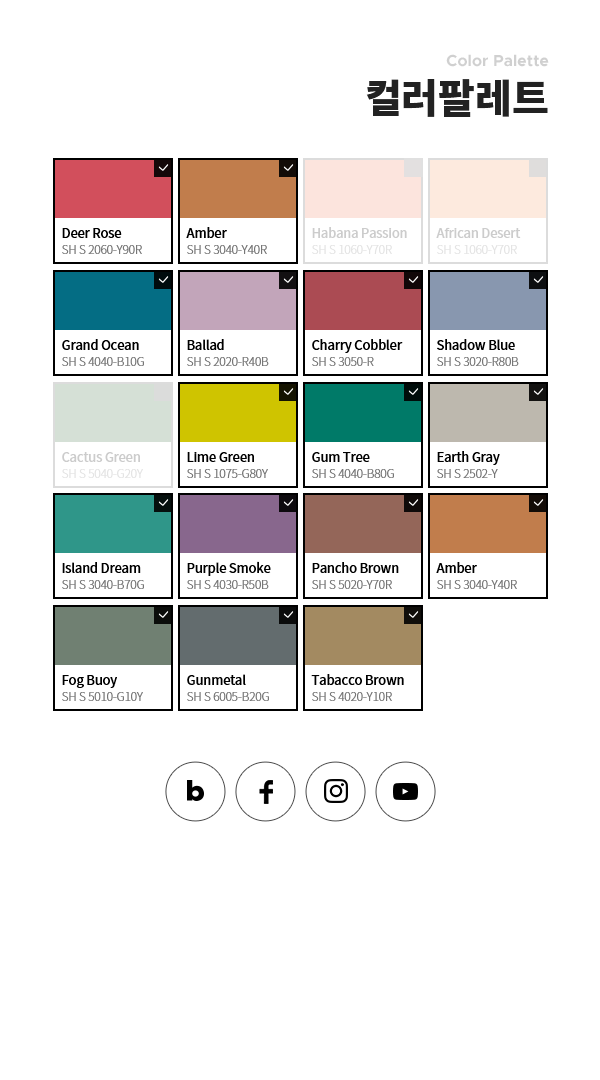 Color Palette
컬러팔레트
Deer Rose
SH S 2060-Y90R
Amber
SH S 3040-Y40R
Habana Passion
SH S 1060-Y70R
African Desert
SH S 1060-Y70R
Grand Ocean
SH S 4040-B10G
Ballad
SH S 2020-R40B
Charry Cobbler
SH S 3050-R
Shadow Blue
SH S 3020-R80B
Cactus Green
SH S 5040-G20Y
LIme Green
SH S 1075-G80Y
Gum Tree
SH S 4040-B80G
Earth Gray
SH S 2502-Y
Island Dream
SH S 3040-B70G
Purple Smoke
SH S 4030-R50B
Pancho Brown
SH S 5020-Y70R
Amber
SH S 3040-Y40R
Fog Buoy
SH S 5010-G10Y
Gunmetal
SH S 6005-B20G
Tabacco Brown
SH S 4020-Y10R